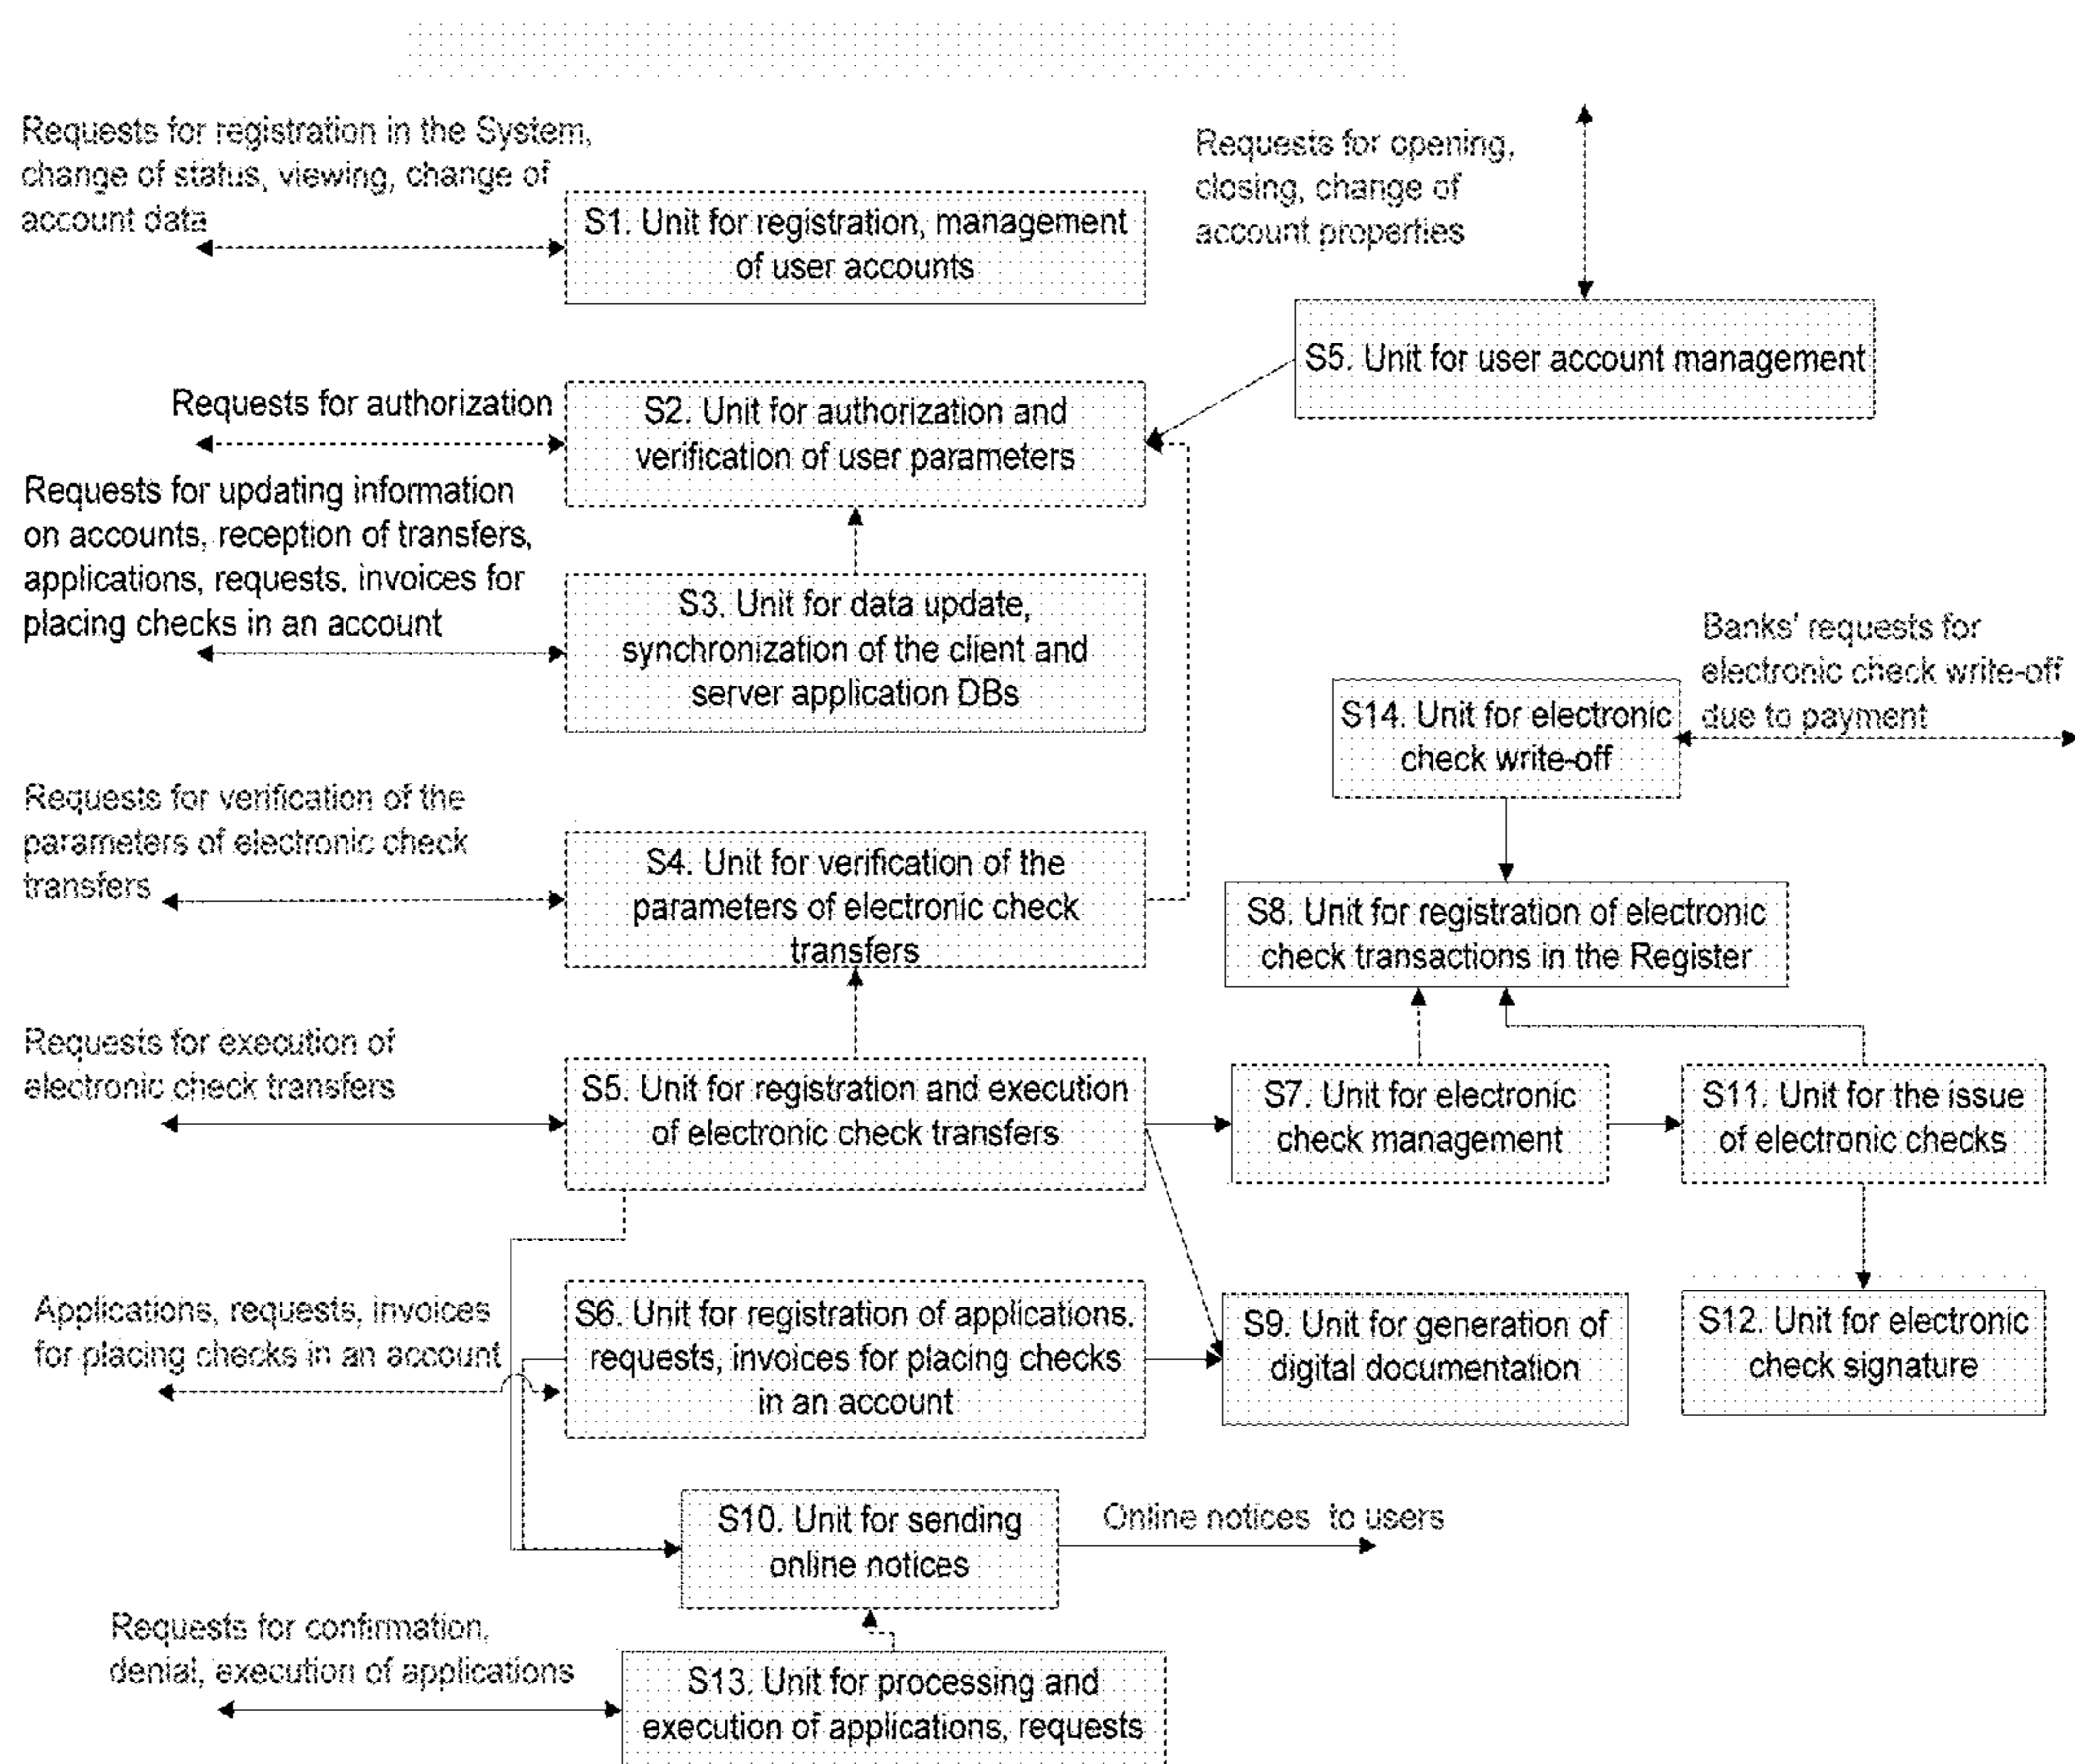 Requests for registration in the System,
change of status, viewing, change of
account data
S1. Unit for registration, management
of user accounts
Requests for opening,
closing, change of
account properties
S5. Unit for user account management
Requests for authorization
S2. Unit for authorization and
verification of user parameters
Requests for updating information
on accounts, reception of transfers,
applications, requests, invoices for
placing checks in an account
S3. Unit for data update,
synchronization of the client and
server application DBs
Banks' requests for
electronic check write-off
due to payment
S14. Unit for electronic
check write-off
Requests for verification of the
parameters of electronic check
transfers
S4. Unit for verification of the
parameters of electronic check
transfers
S8. Unit for registration of electronic
check transactions in the Register
Requests for execution of
electronic check transfers
S5. Unit for registration and execution
of electronic check transfers
S7. Unit for electronic
check management
S11. Unit for the issue
of electronic checks
Applications, requests, invoices
for placing checks in an account
S6. Unit for registration of applications,
requests, invoices for placing checks
in an account
S9. Unit for generation of
digital documentation
S12. Unit for electronic
check signature
S10. Unit for sending
online notices
Online notices to users
Requests for confirmation,
denial, execution of applications
S13. Unit for processing and
execution of applications, requests